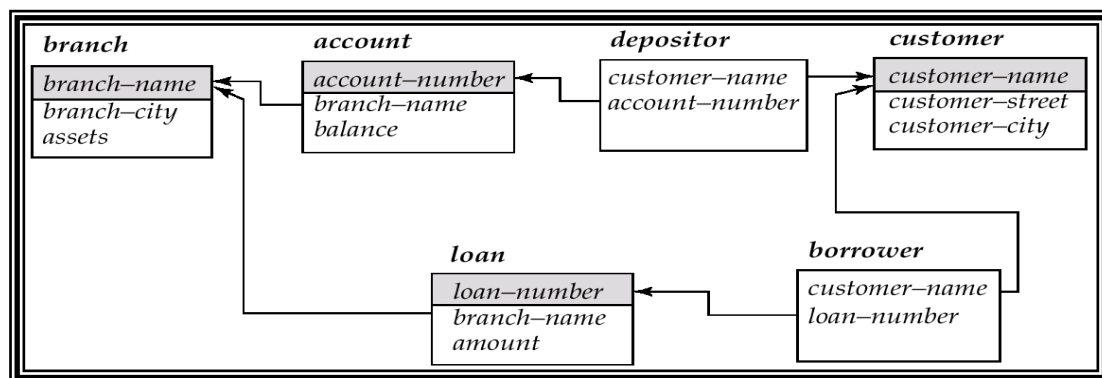 branch
branch–name
branch–city
assets
account
account–number
branch–name
balance
depositor
customer–name
account–number
customer
customer–name
customer–street
customer–city
loan
loan–number
branch–name
amount
borrower
customer–name
loan–number